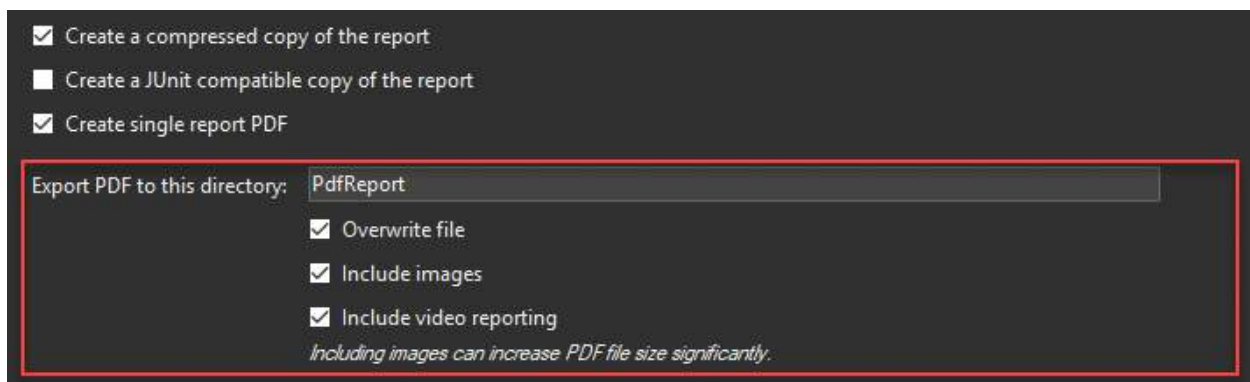 Create a compressed copy of the report
Create a JUnit compatible copy of the report
Create single report PDF
Export PDF to this directory: PdfReport
Overwrite file
Include images
Include video reporting
Including images can increase PDF file size significantly.